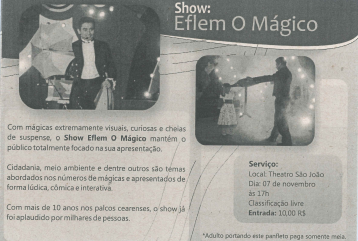 Show:
Eflem O Mágico
Com mágicas extremamente visuais, curiosas e cheias
de suspense, o Show Eflem O Mágico mantém o
público totalmente focado na sua apresentação.
Cidadania, meio ambiente e dentre outros são temas
abordados nos números de mágicas e apresentados de
forma lúdica, cômica e interativa.
Com mais de 10 anos nos palcos cearenses, o show já
foi aplaudido por milhares de pessoas.
Serviço:
Local: Theatro São João
Dia: 07 de novembro
às 17h
Classificação livre
Entrada: 10,00 R$
*Adulto portando este panfleto paga somente meia.